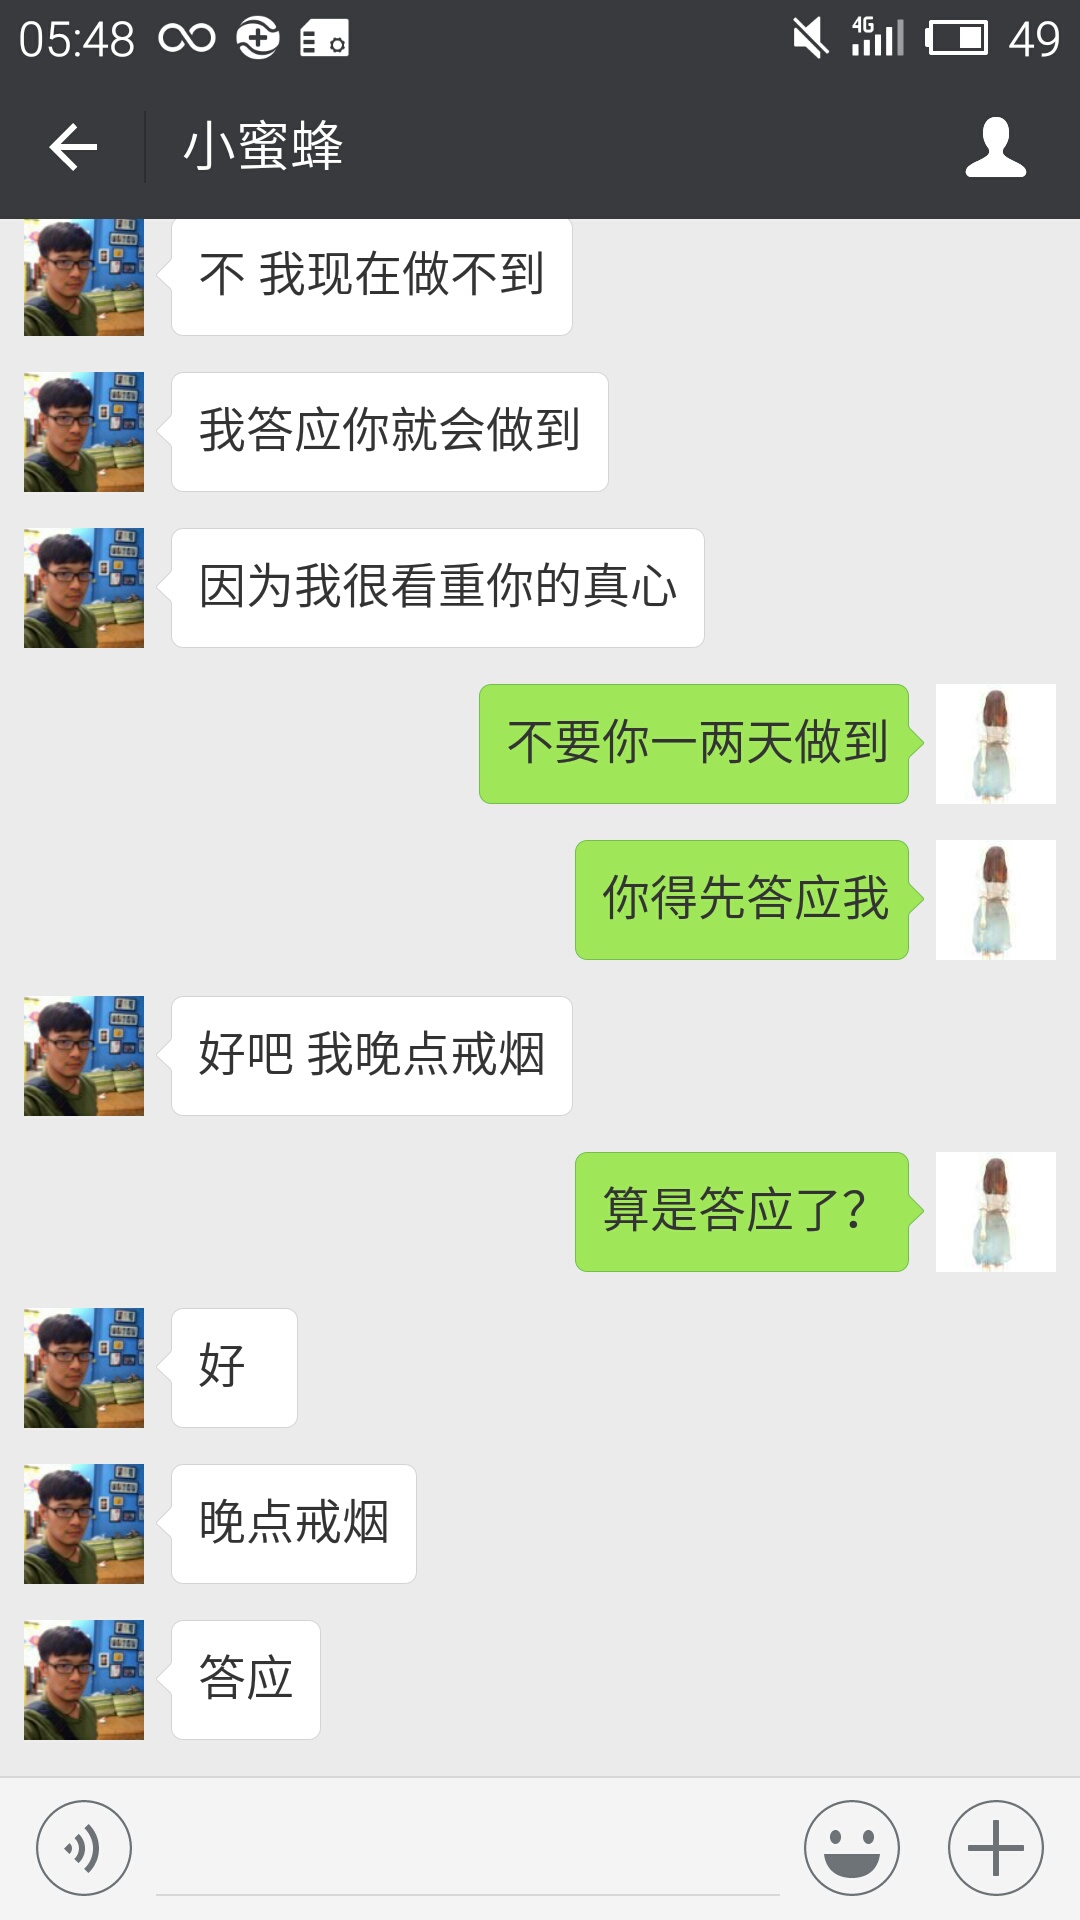 05:48
4G
49
小蜜蜂
不 我现在做不到
我答应你就会做到
因为我很看重你的真心
不要你一两天做到
你得先答应我
好吧 我晚点戒烟
算是答应了?
好
晚点戒烟
答应